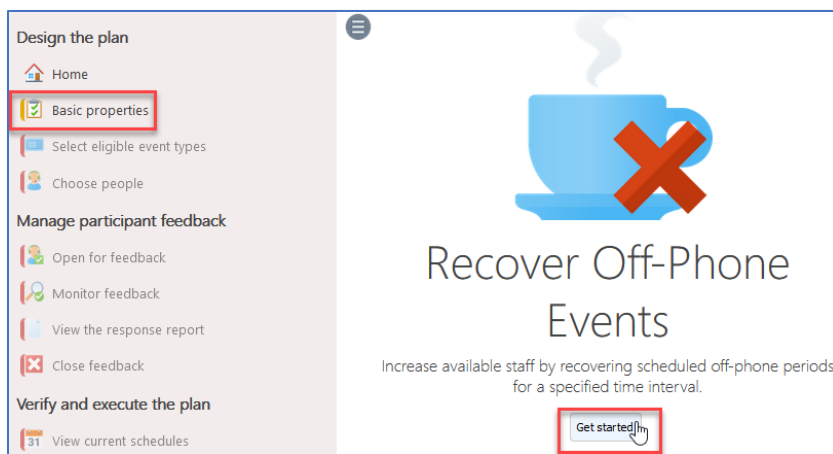 Design the plan
Home
Basic properties
Select eligible event types
Choose people
Manage participant feedback
Open for feedback
Monitor feedback
View the response report
Close feedback
Verify and execute the plan
31 View current schedules
Recover Off-Phone
Events
Increase available staff by recovering scheduled off-phone periods
for a specified time interval.
Get started